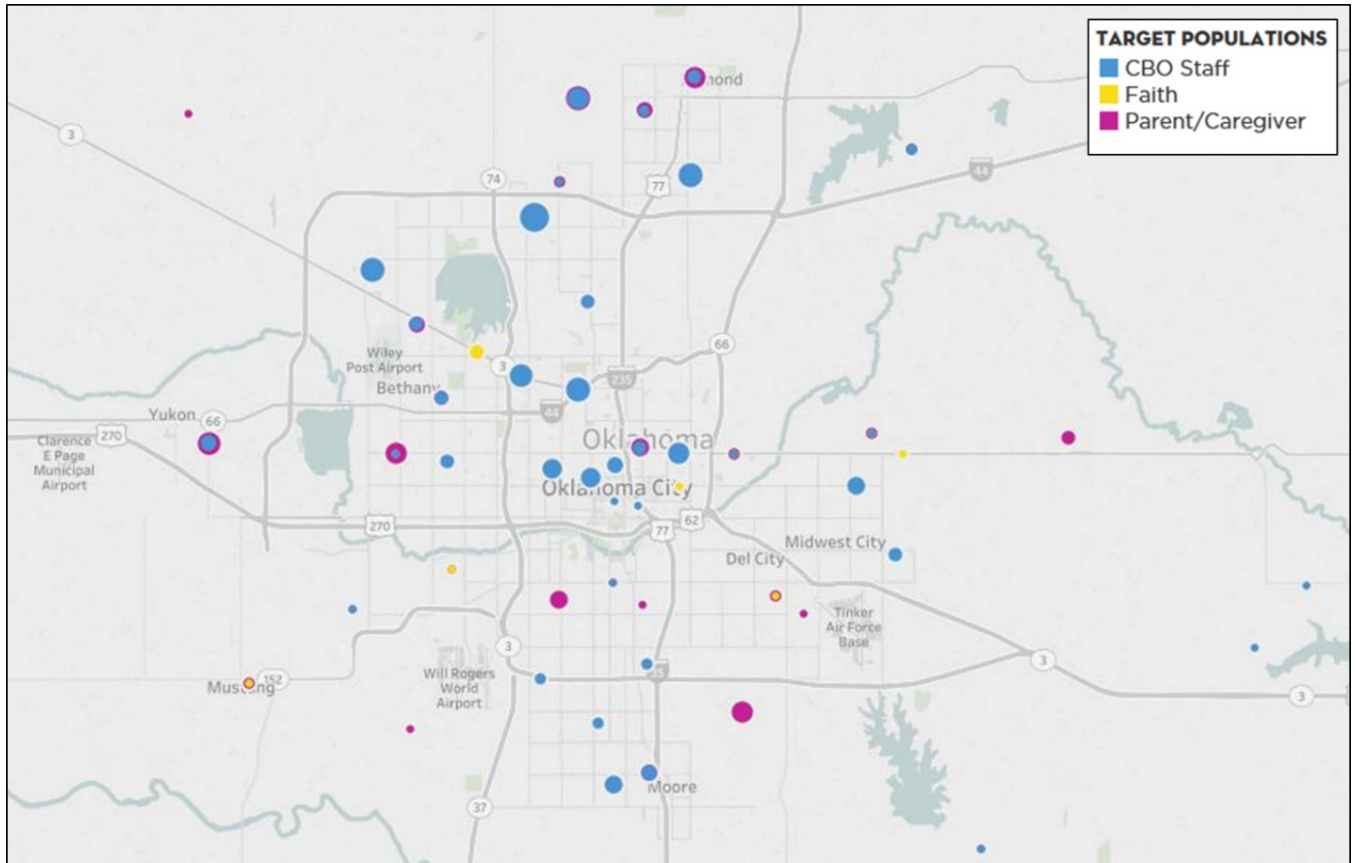 TARGET POPULATIONS
CBO Staff
Faith
Parent/Caregiver
mond
3
44
74
77
Wiley
Post Airport
3
66
235
Bethany
44
Yukon
66
270
Clarence
E Page
Municipal
Airport
Oklahoma
Oklahoma City
270
77
62
Midwest City
Del City
Tinker
Air Force
Base
3
3
Will Rogers
World
Airport
35
Mustang
152
3
Moore
37